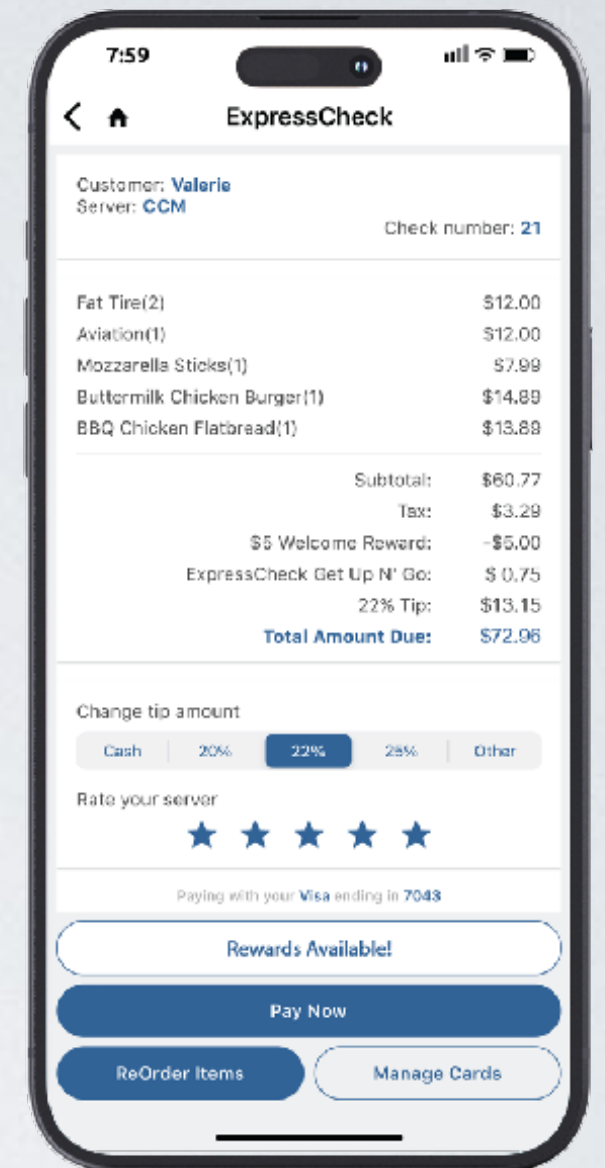 7:59
ExpressCheck
Customer: Valerie
Server: CCM
Check number: 21
Fat Tire(2) $12.00
Aviation(1) $12.00
Mozzarella Sticks(1) $7.99
Buttermilk Chicken Burger(1) $14.89
BBQ Chicken Flatbread(1) $13.89
Subtotal: $60.77
Tax: $3.29
$5 Welcome Reward: -$5.00
ExpressCheck Get Up N' Go: $ 0.75
22% Tip: $13.15
Total Amount Due: $72.96
Change tip amount
Cash 20% 22% 25% Other
Rate your server
Paying with your Visa ending in 7043
Rewards Available!
Pay Now
ReOrder Items Manage Cards